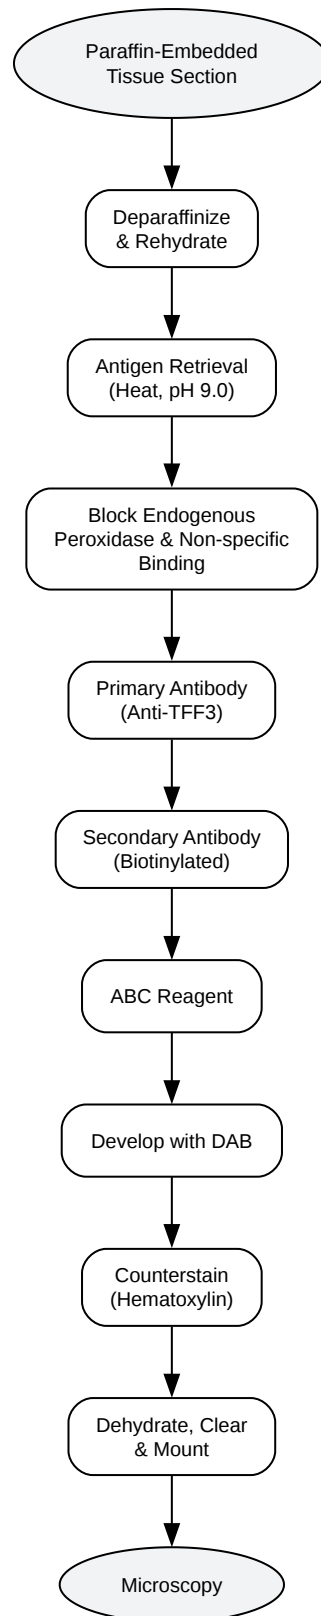 Paraffin-Embedded
Tissue Section
Deparaffinize
& Rehydrate
Antigen Retrieval
(Heat, pH 9.0)
Block Endogenous
Peroxidase & Non-specific
Binding
Primary Antibody
(Anti-TFF3)
Secondary Antibody
(Biotinylated)
ABC Reagent
Develop with DAB
Counterstain
(Hematoxylin)
Dehydrate, Clear
& Mount
Microscopy